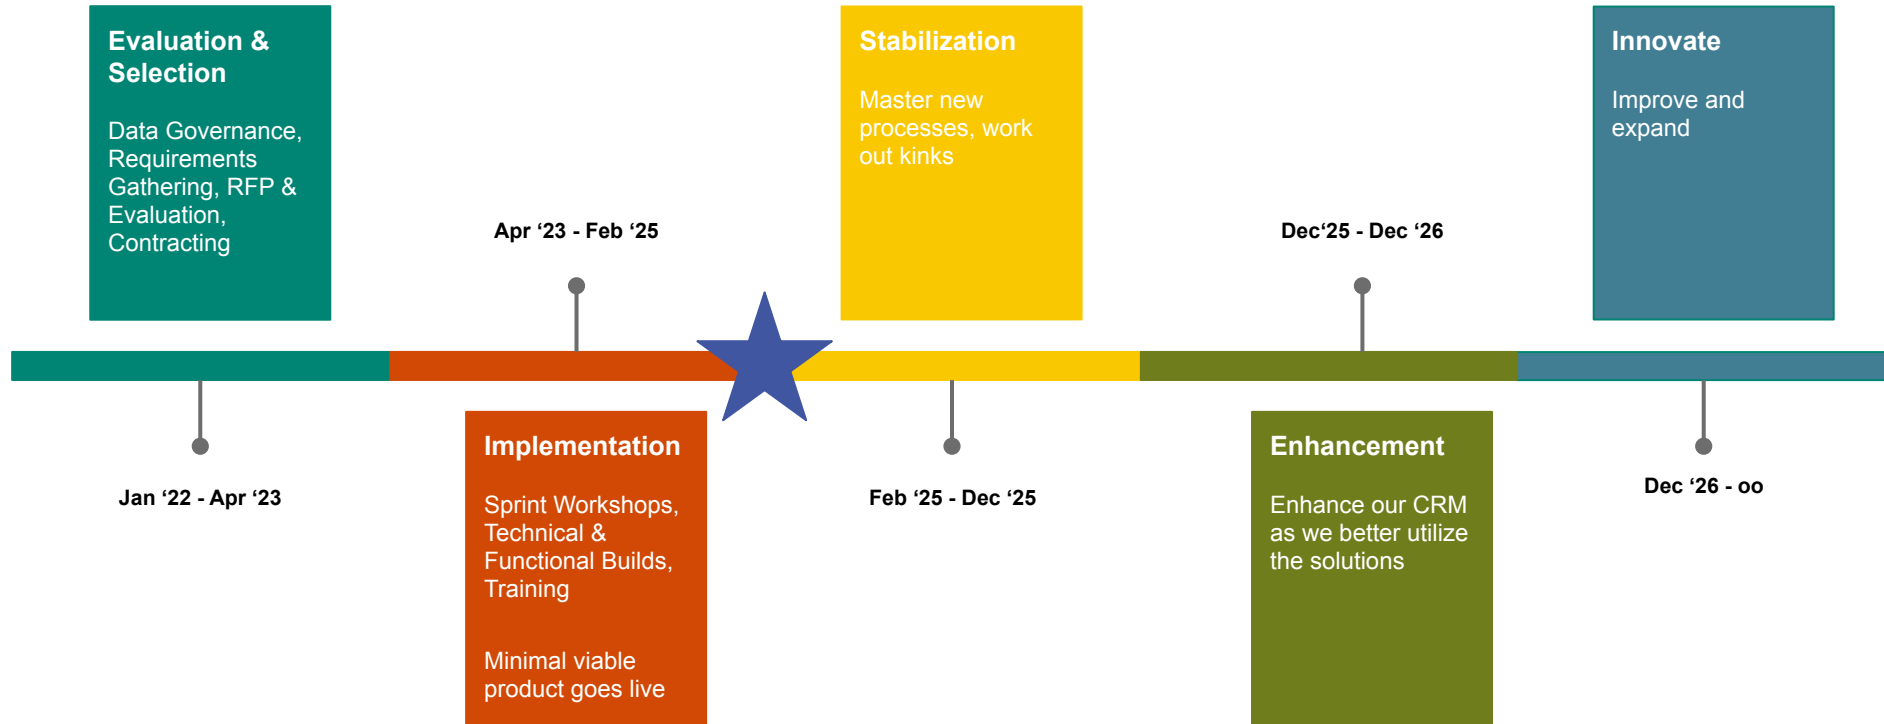 Evaluation &
Selection
Data Governance,
Requirements
Gathering, RFP &
Evaluation,
Contracting
Jan ‘22 - Apr ‘23
Apr ‘23 - Feb ‘25
Implementation
Sprint Workshops,
Technical &
Functional Builds,
Training
Minimal viable
product goes live
Stabilization
Master new
processes, work
out kinks
Feb ‘25 - Dec ‘25
Dec‘25 - Dec ‘26
Enhancement
Enhance our CRM
as we better utilize
the solutions
Innovate
Improve and
expand
Dec ‘26 - oo